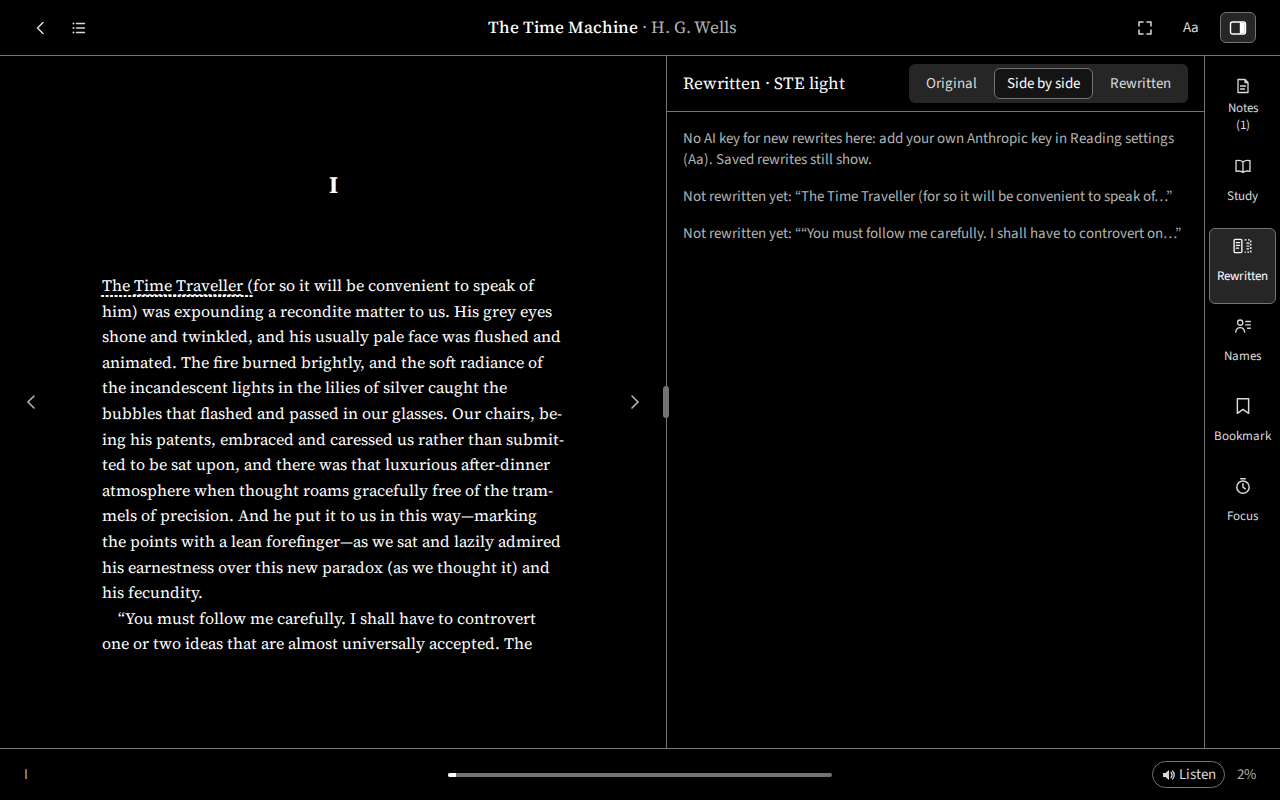 The Time Machine · H. G. Wells
Aa
Rewritten · STE light
Original
Side by side
Rewritten
No AI key for new rewrites here: add your own Anthropic key in Reading settings
(Aa). Saved rewrites still show.
Not rewritten yet: “The Time Traveller (for so it will be convenient to speak of…”
Not rewritten yet: ““You must follow me carefully. I shall have to controvert on…”
I
The Time Traveller (for so it will be convenient to speak of
him) was expounding a recondite matter to us. His grey eyes
shone and twinkled, and his usually pale face was flushed and
animated. The fire burned brightly, and the soft radiance of
the incandescent lights in the lilies of silver caught the
bubbles that flashed and passed in our glasses. Our chairs, be-
ing his patents, embraced and caressed us rather than submit-
ted to be sat upon, and there was that luxurious after-dinner
atmosphere when thought roams gracefully free of the tram-
mels of precision. And he put it to us in this way—marking
the points with a lean forefinger—as we sat and lazily admired
his earnestness over this new paradox (as we thought it) and
his fecundity.
“You must follow me carefully. I shall have to controvert
one or two ideas that are almost universally accepted. The
Notes
(1)
Study
Rewritten
Names
Bookmark
Focus
I
Listen
2%